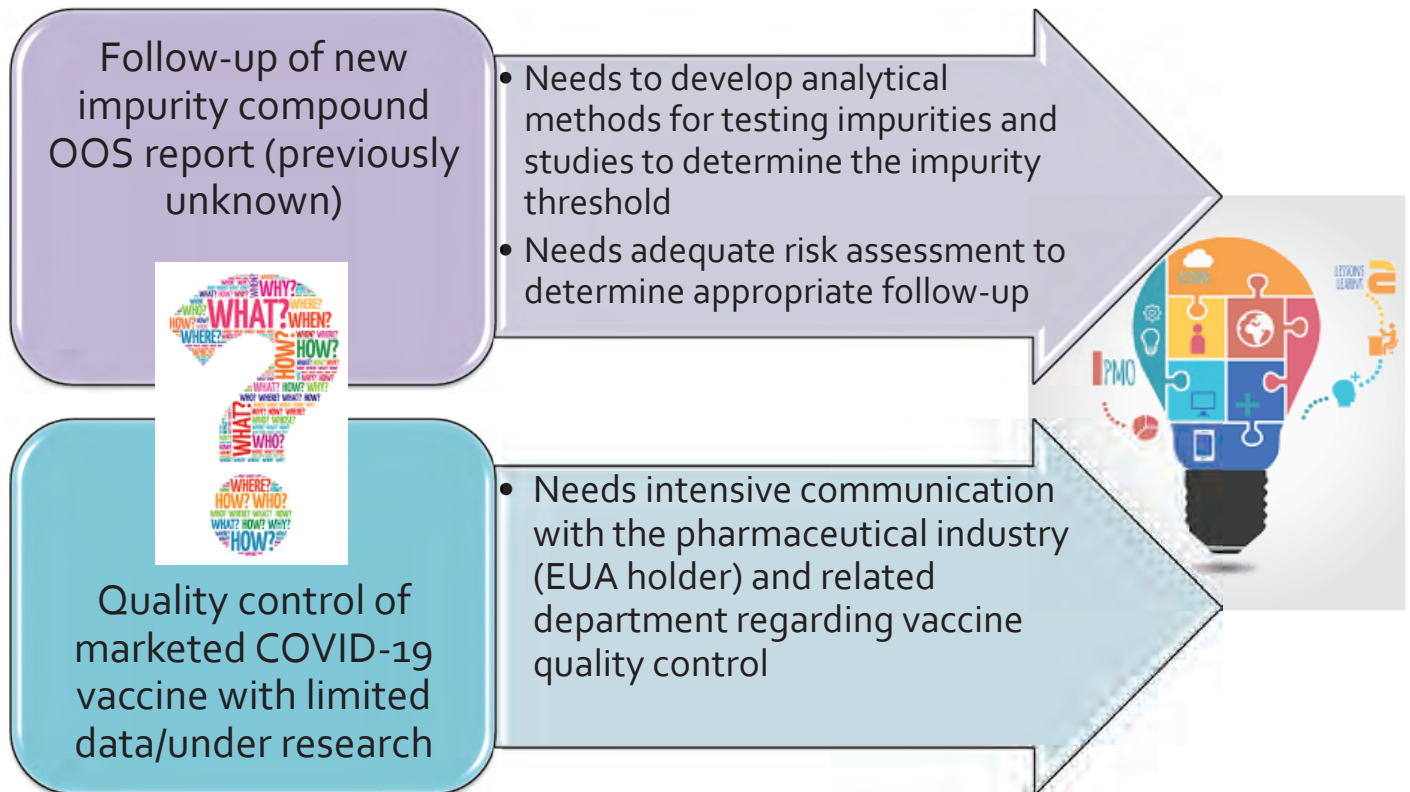 Follow-up of new
impurity compound
OOS report (previously
unknown)
• Needs to develop analytical
methods for testing impurities and
studies to determine the impurity
threshold
• Needs adequate risk assessment to
determine appropriate follow-up
WHY?
WHAT?
WHEN?
WHERE?
HOW?
HOW?
WHAT?
WHO?
WHERE?
HOW? WHO?
WHAT? HOW? WHY?
HOW?
Quality control of
marketed COVID-19
vaccine with limited
data/under research
• Needs intensive communication
with the pharmaceutical industry
(EUA holder) and related
department regarding vaccine
quality control
LESSONS
LEARNING
PMO